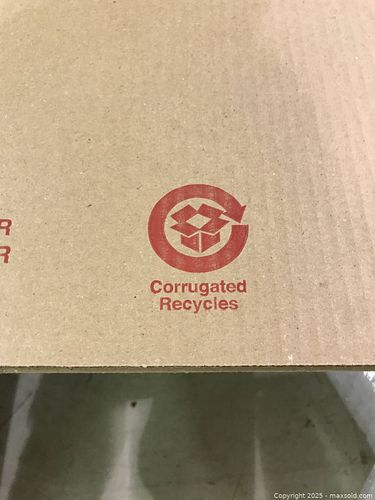 R
R
Corrugated
Recycles
Copyright 2025 - maxsold.com